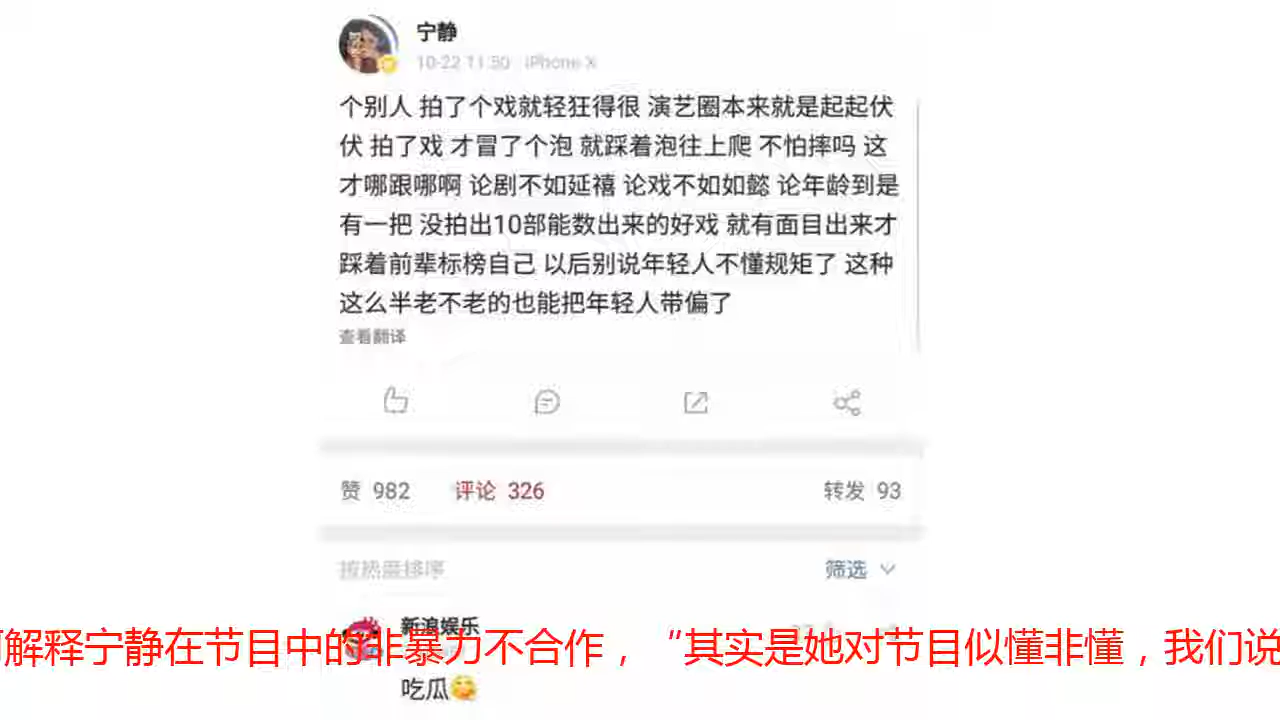 宁静
10-22 11:50 iPhone X
个别人 拍了个戏就轻狂得很 演艺圈本来就是起起伏
伏 拍了戏 才冒了个泡 就踩着泡往上爬 不怕摔吗 这
才哪跟哪啊 论剧不如延禧 论戏不如如懿 论年龄到是
有一把 没拍出10部能数出来的好戏 就有面目出来才
踩着前辈标榜自己 以后别说年轻人不懂规矩了 这种
这么半老不老的也能把年轻人带偏了
查看翻译
赞 982 评论 326 转发 93
按热度排序 筛选
新浪娱乐
解释宁静在节目中的非暴力不合作，“其实是她对节目似懂非懂，我们说
吃瓜